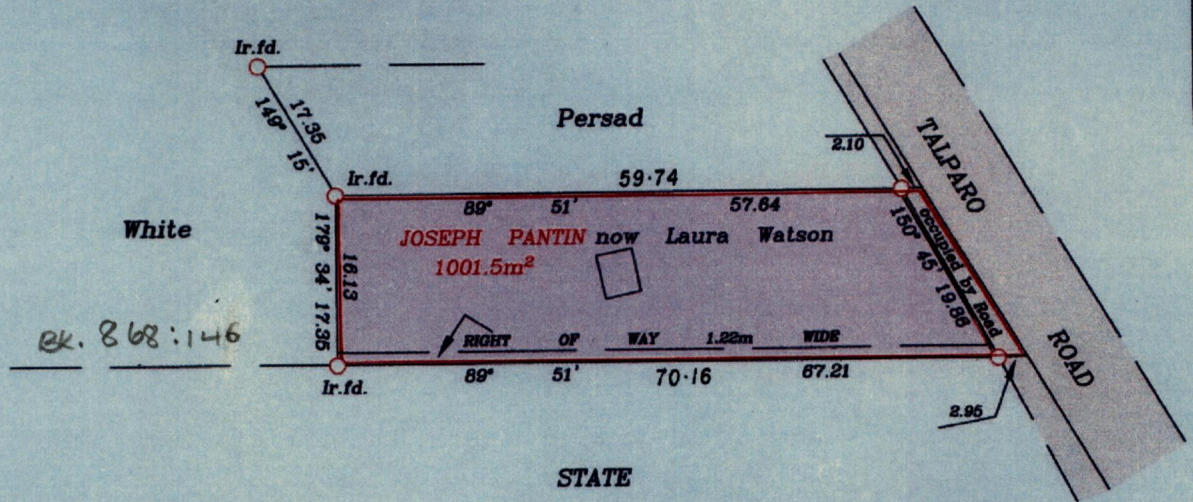 Ir.fd.
17.35
149° 15'
Persad
2.10
TALPARO
ROAD
Ir.fd.
59.74
89° 51' 57.64
White
JOSEPH PANTIN now Laura Watson
1001.5m²
179° 34' 17.35
16.13
150° 45' 19.86
occupied by Road
BK. 868:146
RIGHT OF WAY 1.22m WIDE
Ir.fd.
89° 51' 70.16 67.21
2.95
STATE